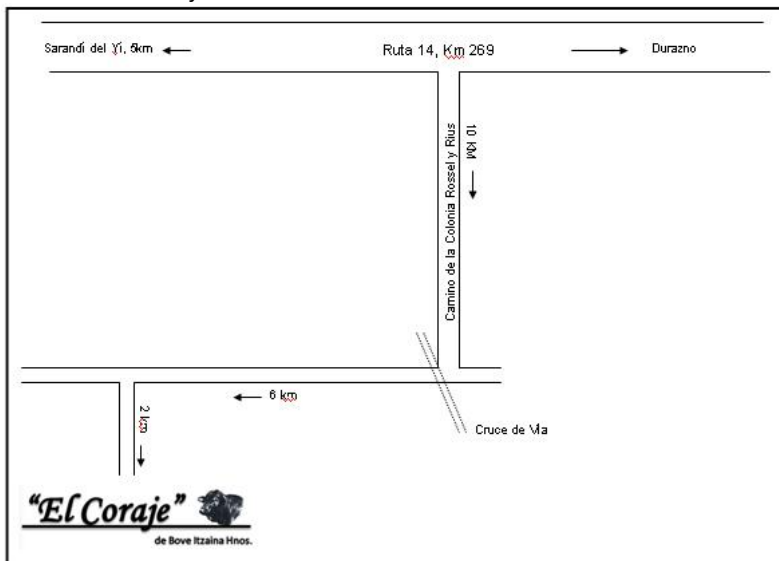 Sarandí del Yí, 5km
Ruta 14, Km 269
Durazno
Camino de la Colonia Rossel y Rius
10 KM
6 km
2 km
Cruce de Vía
"El Coraje"
de Bove Itzaina Hnos.